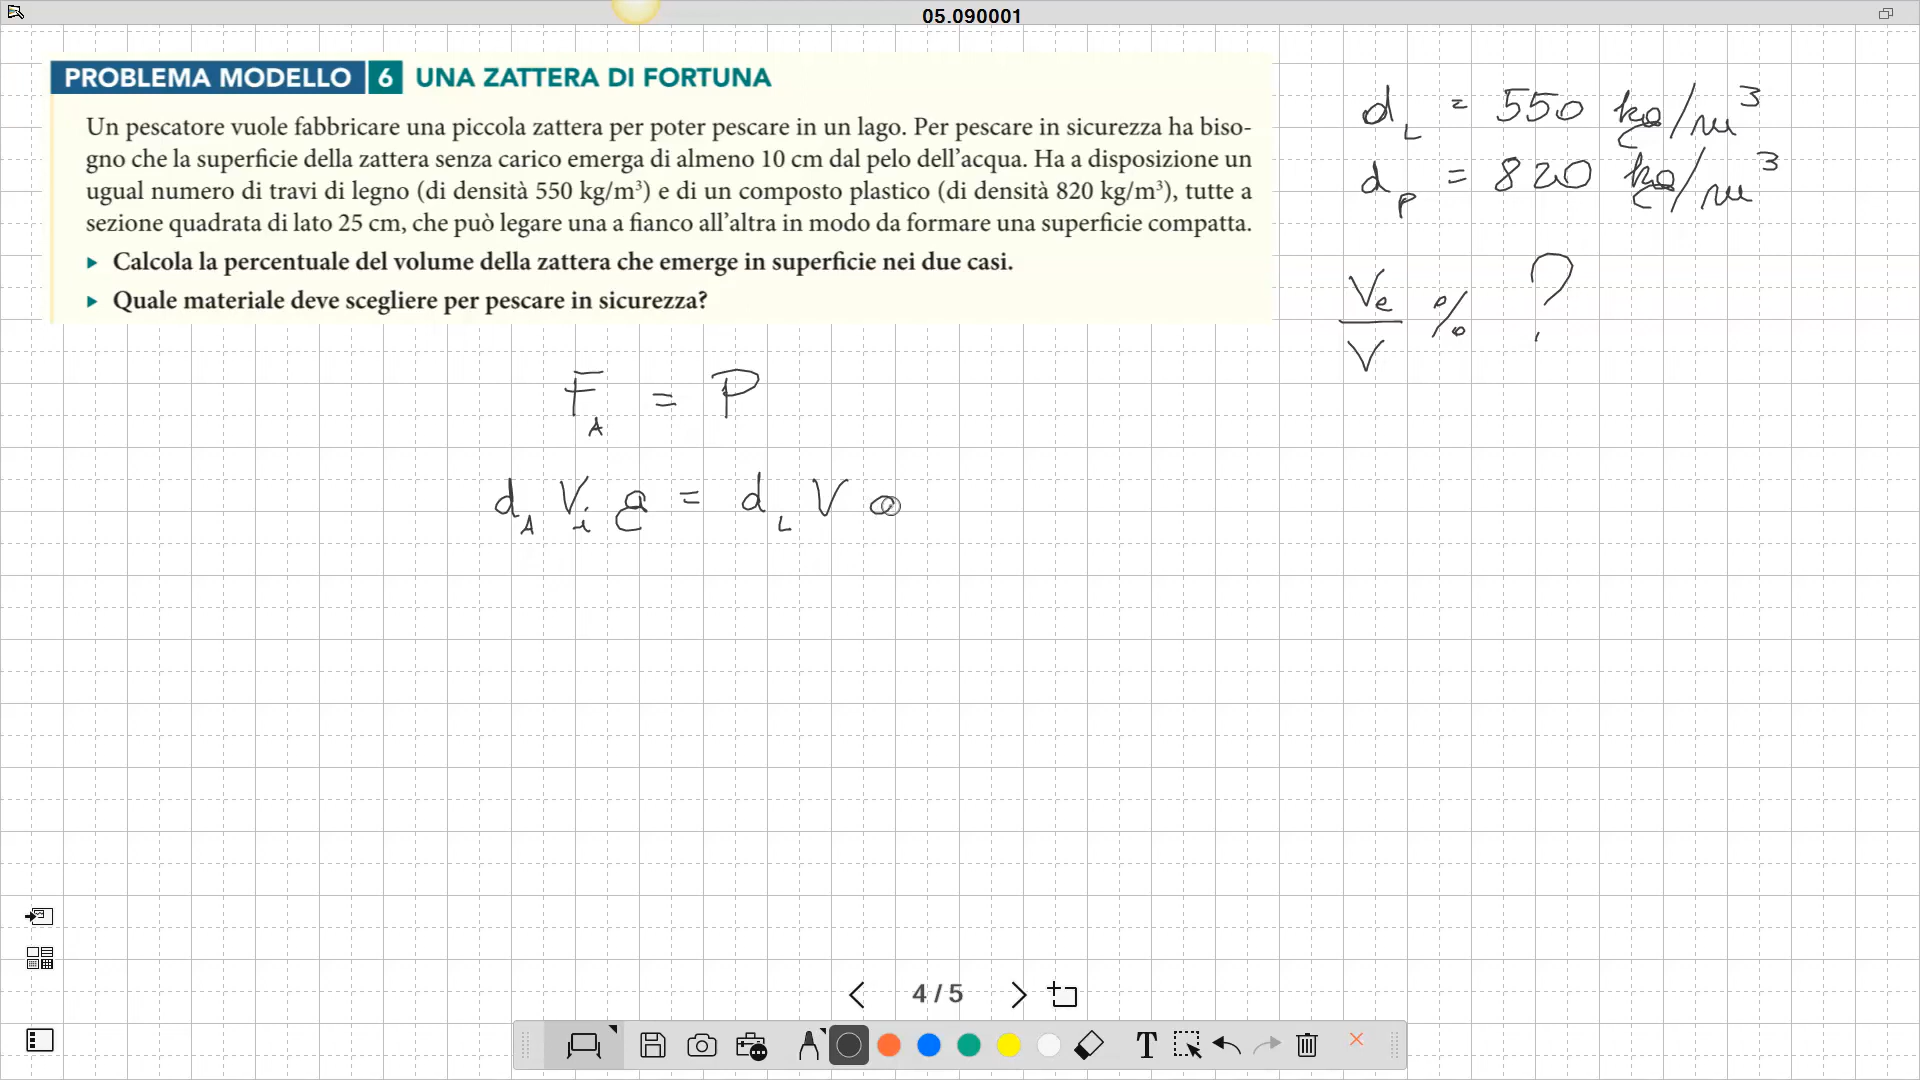 05.090001
PROBLEMA MODELLO 6 UNA ZATTERA DI FORTUNA
Un pescatore vuole fabbricare una piccola zattera per poter pescare in un lago. Per pescare in sicurezza ha biso-
gno che la superficie della zattera senza carico emerga di almeno 10 cm dal pelo dell'acqua. Ha a disposizione un
ugual numero di travi di legno (di densità 550 kg/m³) e di un composto plastico (di densità 820 kg/m³), tutte a
sezione quadrata di lato 25 cm, che può legare una a fianco all'altra in modo da formare una superficie compatta.
▸ Calcola la percentuale del volume della zattera che emerge in superficie nei due casi.
▸ Quale materiale deve scegliere per pescare in sicurezza?
d_L = 550 kg/m³
d_P = 820 kg/m³
V_e/V % ?
F_A = P
d_A V_i g = d_L V
4 / 5
T